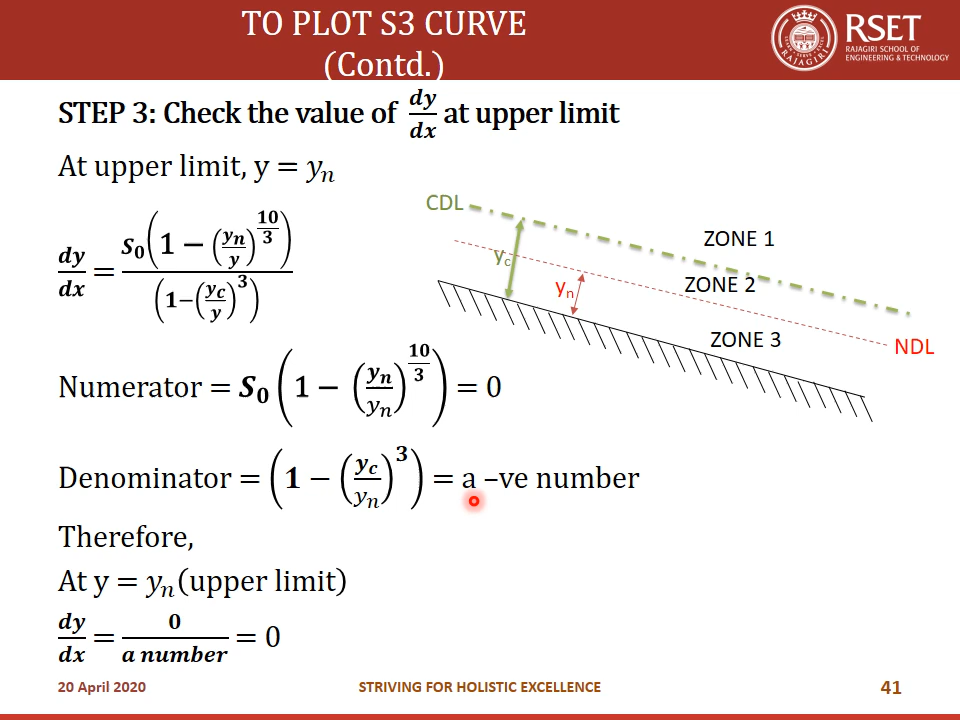 TO PLOT S3 CURVE
(Contd.)
RSET
RAJAGIRI SCHOOL OF
ENGINEERING & TECHNOLOGY
RAJAGIRI
STEP 3: Check the value of dy/dx at upper limit
At upper limit, y = yₙ
dy/dx = S₀(1 − (yₙ/y)^(10/3)) / (1−(y_c/y)^3)
CDL
ZONE 1
y_c
ZONE 2
yₙ
ZONE 3
NDL
Numerator = S₀(1 − (yₙ/yₙ)^(10/3)) = 0
Denominator = (1 − (y_c/yₙ)^3) = a –ve number
Therefore,
At y = yₙ(upper limit)
dy/dx = 0/a number = 0
20 April 2020
STRIVING FOR HOLISTIC EXCELLENCE
41